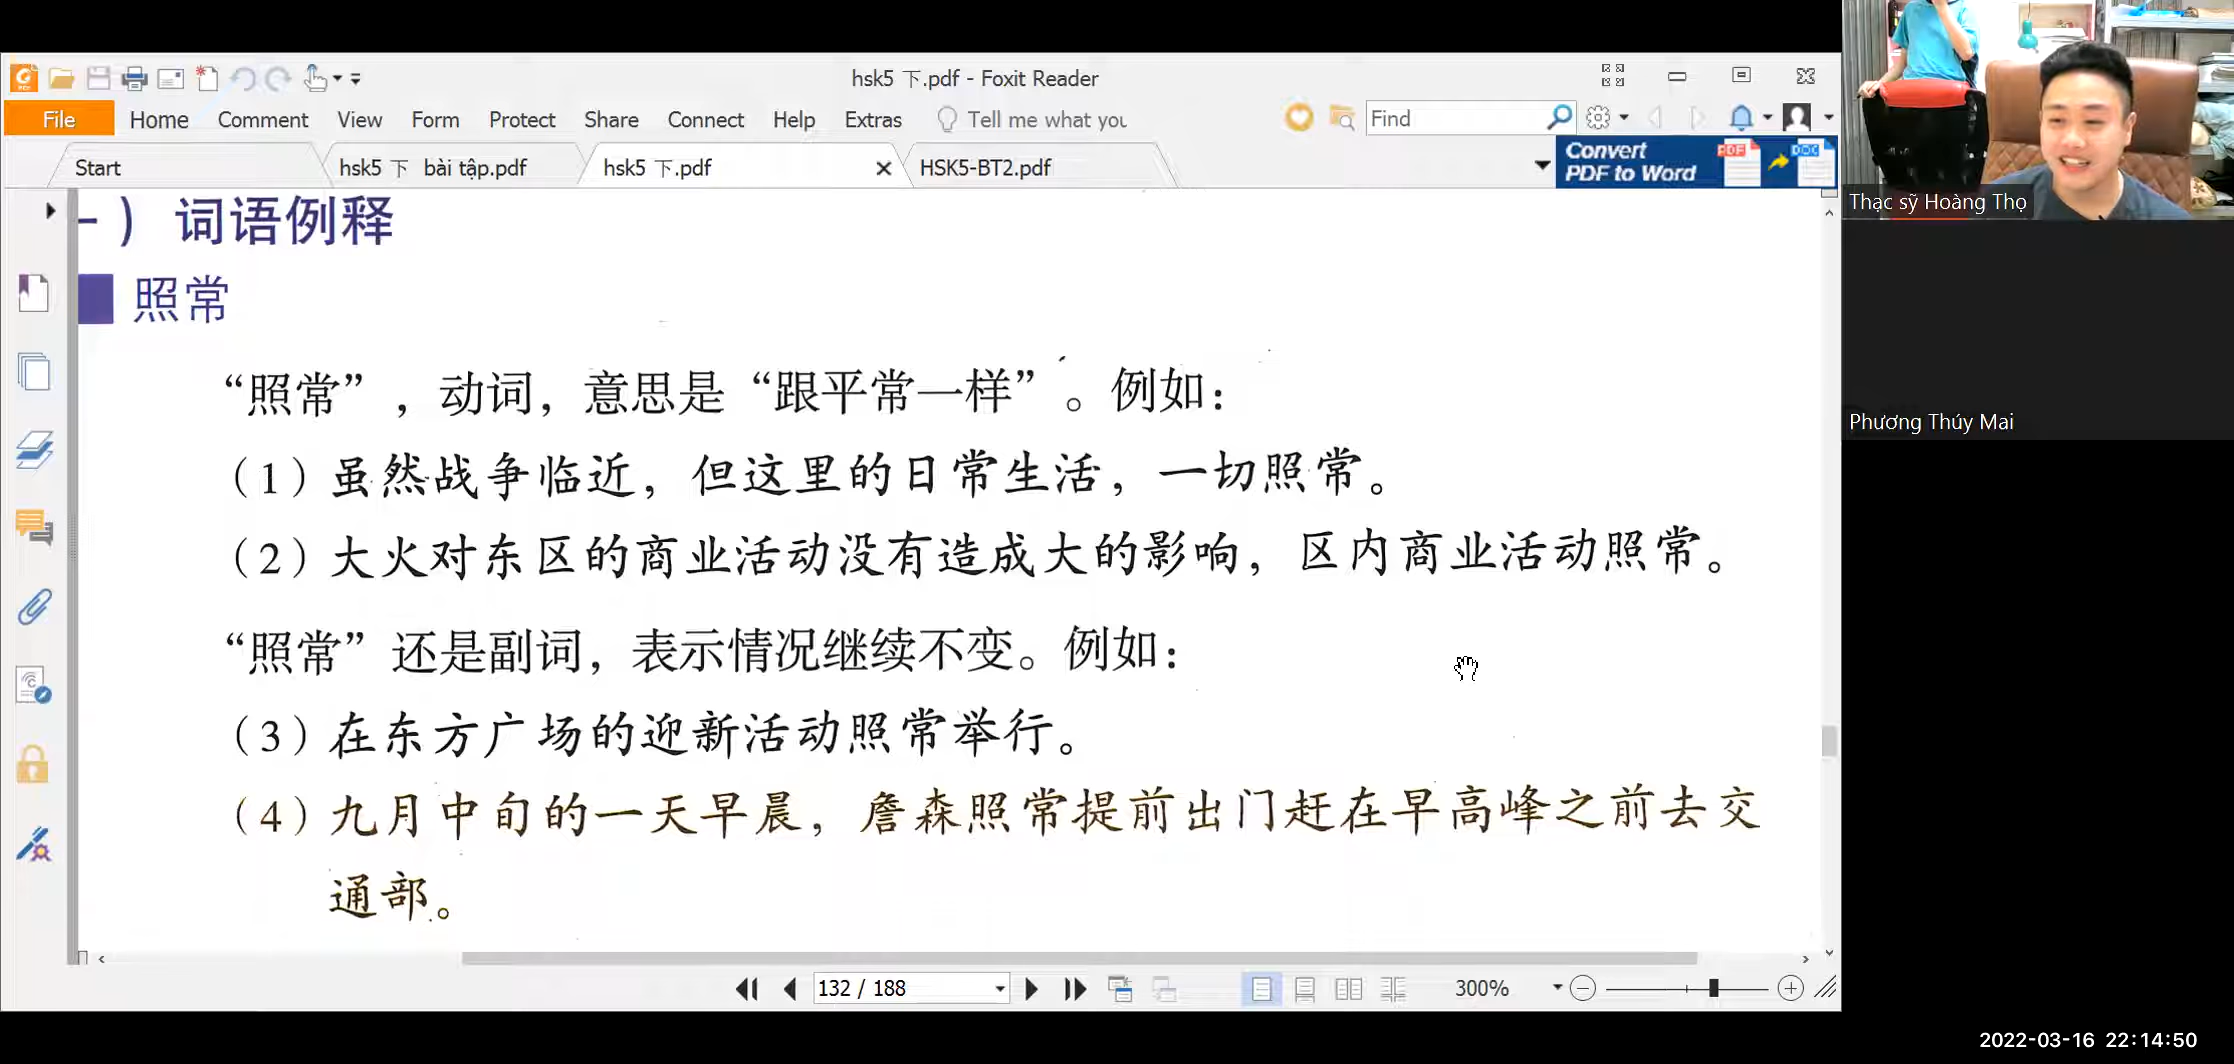 hsk5 下.pdf - Foxit Reader
File Home Comment View Form Protect Share Connect Help Extras Tell me what you Find
Start hsk5 下 bài tập.pdf hsk5 下.pdf HSK5-BT2.pdf
Convert
PDF to Word
PDF DOC
) 词语例释
照常
“照常”，动词，意思是“跟平常一样”。例如：
（1）虽然战争临近，但这里的日常生活，一切照常。
（2）大火对东区的商业活动没有造成大的影响，区内商业活动照常。
“照常”还是副词，表示情况继续不变。例如：
（3）在东方广场的迎新活动照常举行。
（4）九月中旬的一天早晨，詹森照常提前出门赶在早高峰之前去交
通部。
132 / 188
300%
Thạc sỹ Hoàng Thọ
Phương Thúy Mai
2022-03-16 22:14:50